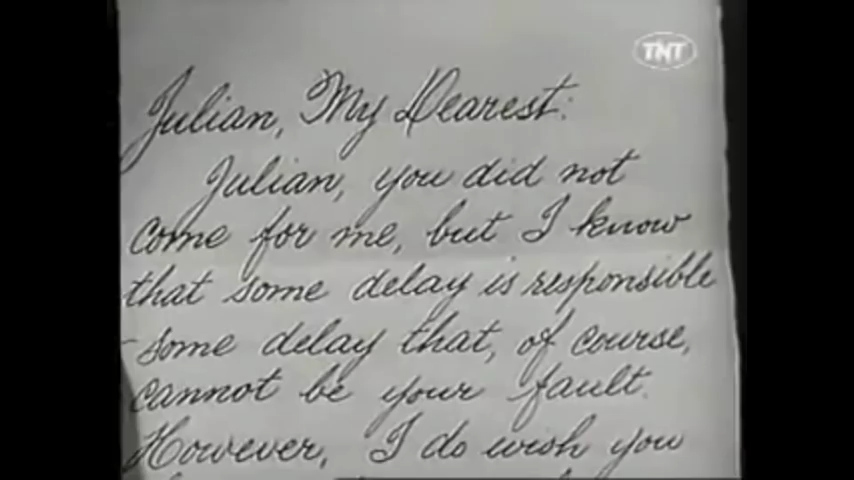 TNT
Julian, My Dearest:
Julian, you did not
come for me, but I know
that some delay is responsible
-some delay that, of course,
cannot be your fault.
However, I do wish you